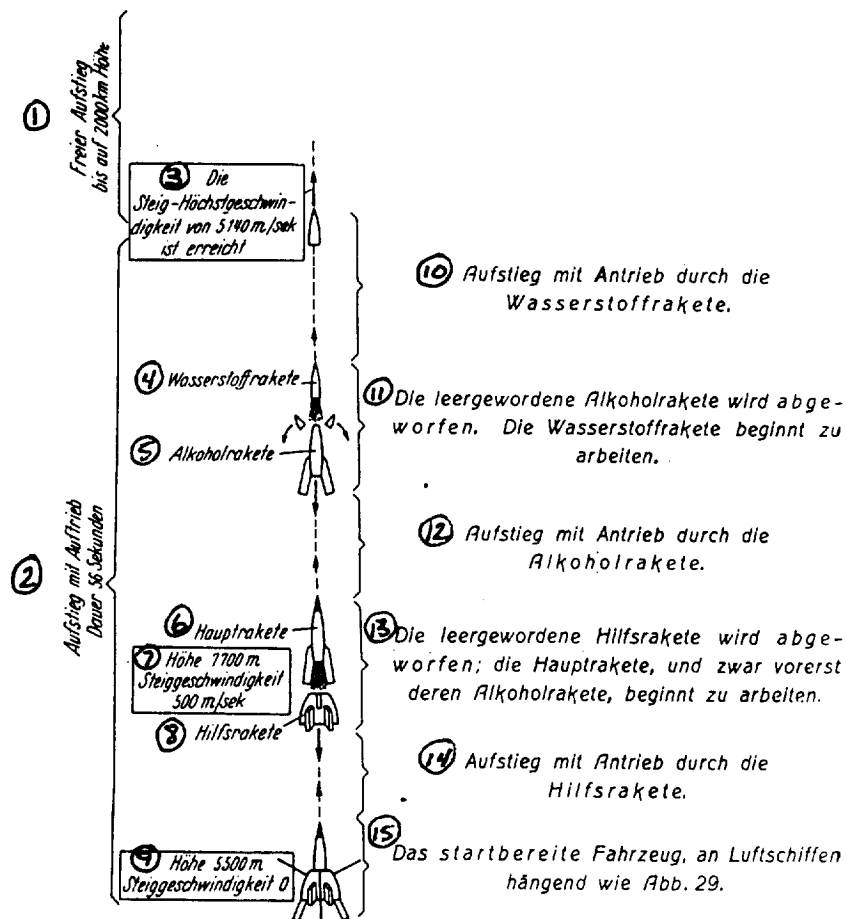 1
Freier Aufstieg
bis auf 2000 km Höhe
3 Die
Steig-Höchstgeschwin-
digkeit von 5140 m/sek
ist erreicht
10 Aufstieg mit Antrieb durch die
Wasserstoffrakete.
4 Wasserstoffrakete
11 Die leergewordene Alkoholrakete wird abge-
worfen. Die Wasserstoffrakete beginnt zu
arbeiten.
5 Alkoholrakete
2
Aufstieg mit Auftrieb
Dauer 56 Sekunden
12 Aufstieg mit Antrieb durch die
Alkoholrakete.
6 Hauptrakete
7 Höhe 7700 m
Steiggeschwindigkeit
500 m/sek
13 Die leergewordene Hilfsrakete wird abge-
worfen; die Hauptrakete, und zwar vorerst
deren Alkoholrakete, beginnt zu arbeiten.
8 Hilfsrakete
14 Aufstieg mit Antrieb durch die
Hilfsrakete.
9 Höhe 5500 m
Steiggeschwindigkeit 0
15 Das startbereite Fahrzeug, an Luftschiffen
hängend wie Abb. 29.